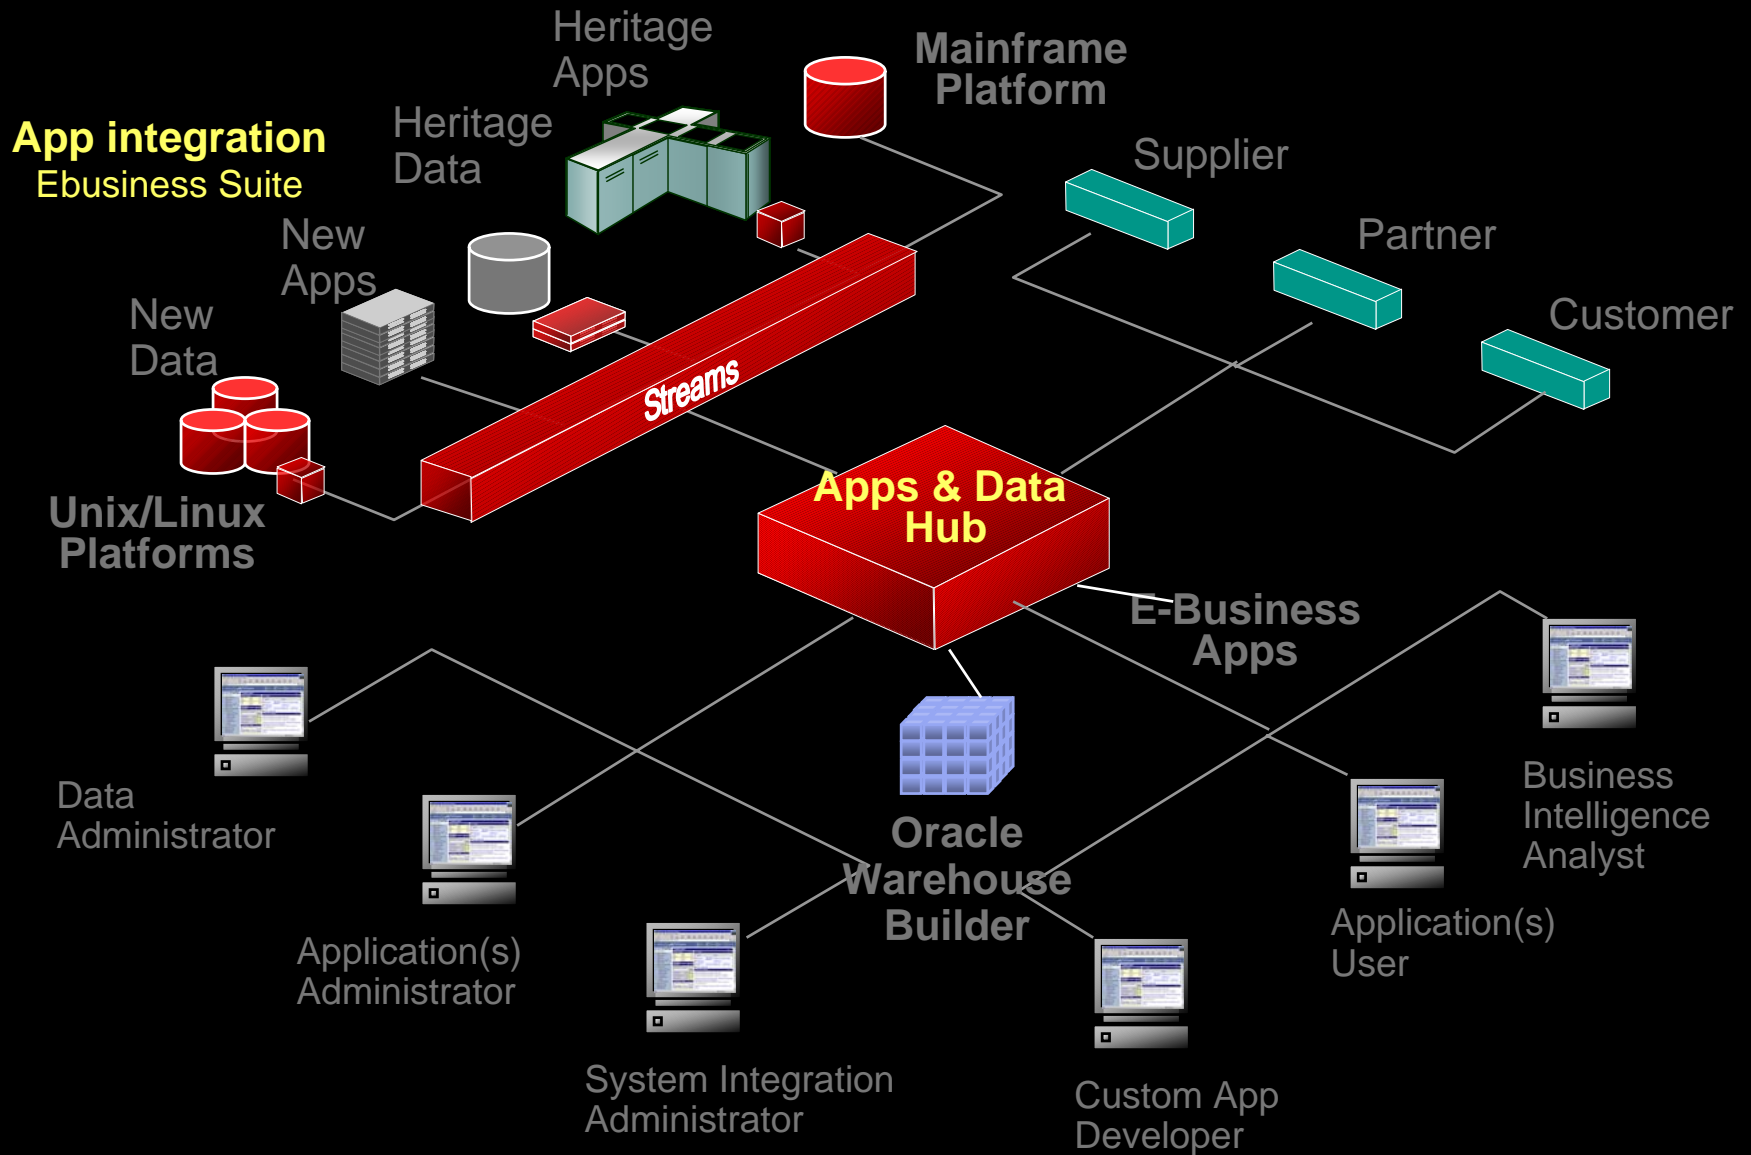 Heritage
Apps
Mainframe
Platform
App integration
Ebusiness Suite
Heritage
Data
Supplier
New
Apps
Partner
New
Data
Customer
Streams
Apps & Data
Hub
Unix/Linux
Platforms
E-Business
Apps
Data
Administrator
Oracle
Warehouse
Builder
Business
Intelligence
Analyst
Application(s)
Administrator
Application(s)
User
System Integration
Administrator
Custom App
Developer